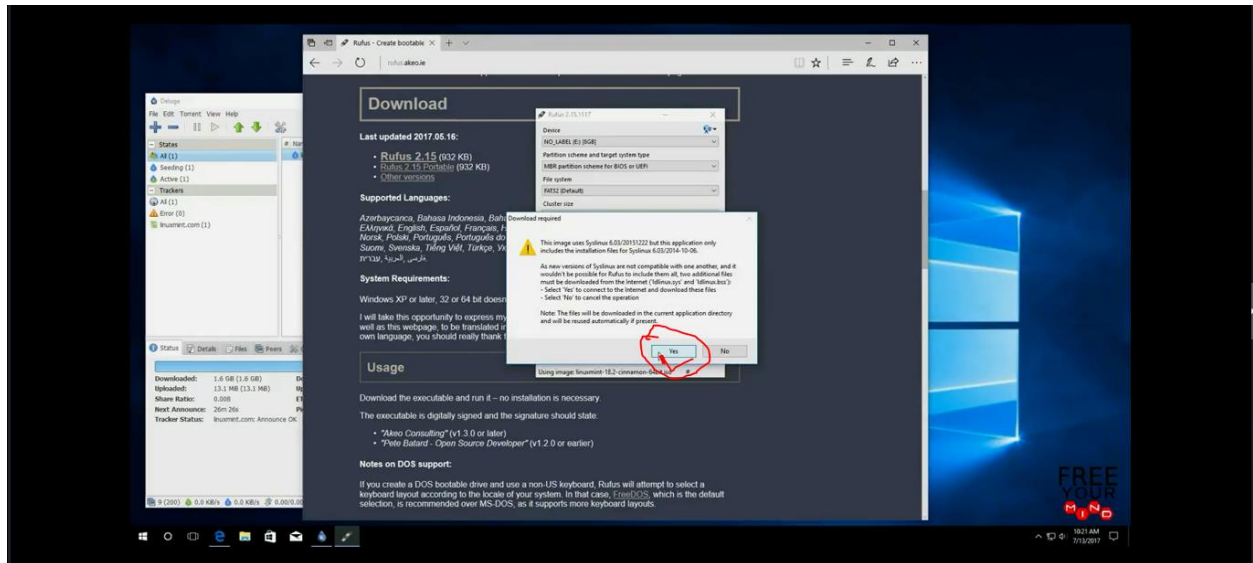 Rufus - Create bootable
rufus.akeo.ie
Deluge
File Edit Torrent View Help
States
All (1)
Seeding (1)
Active (1)
Trackers
All (1)
Error (0)
linuxmint.com (1)
Status Details Files Peers
Downloaded: 1.6 GB (1.6 GB)
Uploaded: 13.1 MB (13.1 MB)
Share Ratio: 0.008
Next Announce: 26m 26s
Tracker Status: linuxmint.com: Announce OK
9 (200) 0.0 KB/s 0.0 KB/s
Download
Last updated 2017.05.16:
Rufus 2.15 (932 KB)
Rufus 2.15 Portable (932 KB)
Other versions
Supported Languages:
Azərbaycanca, Bahasa Indonesia,
Ελληνικά, English, Español, Français,
Norsk, Polski, Português, Português do
Suomi, Svenska, Tiếng Việt, Türkçe,
System Requirements:
Windows XP or later, 32 or 64 bit doesn
I will take this opportunity to express my
well as this webpage, to be translated in
own language, you should really thank
Usage
Download the executable and run it – no installation is necessary.
The executable is digitally signed and the signature should state:
"Akeo Consulting" (v1.3.0 or later)
"Pete Batard - Open Source Developer" (v1.2.0 or earlier)
Notes on DOS support:
If you create a DOS bootable drive and use a non-US keyboard, Rufus will attempt to select a
keyboard layout according to the locale of your system. In that case, FreeDOS, which is the default
selection, is recommended over MS-DOS, as it supports more keyboard layouts.
Rufus 2.15.1117
Device
NO_LABEL (E:) [8GB]
Partition scheme and target system type
MBR partition scheme for BIOS or UEFI
File system
FAT32 (Default)
Cluster size
Download required
This image uses Syslinux 6.03/20151222 but this application only
includes the installation files for Syslinux 6.03/2014-10-06.
As new versions of Syslinux are not compatible with one another, and it
wouldn't be possible for Rufus to include them all, two additional files
must be downloaded from the Internet ('ldlinux.sys' and 'ldlinux.bss'):
- Select 'Yes' to connect to the Internet and download these files
- Select 'No' to cancel the operation
Note: The files will be downloaded in the current application directory
and will be reused automatically if present.
Yes No
Using image: linuxmint-18.2-cinnamon-64bit.iso
FREE
YOUR
MIND
10:21 AM
7/13/2017